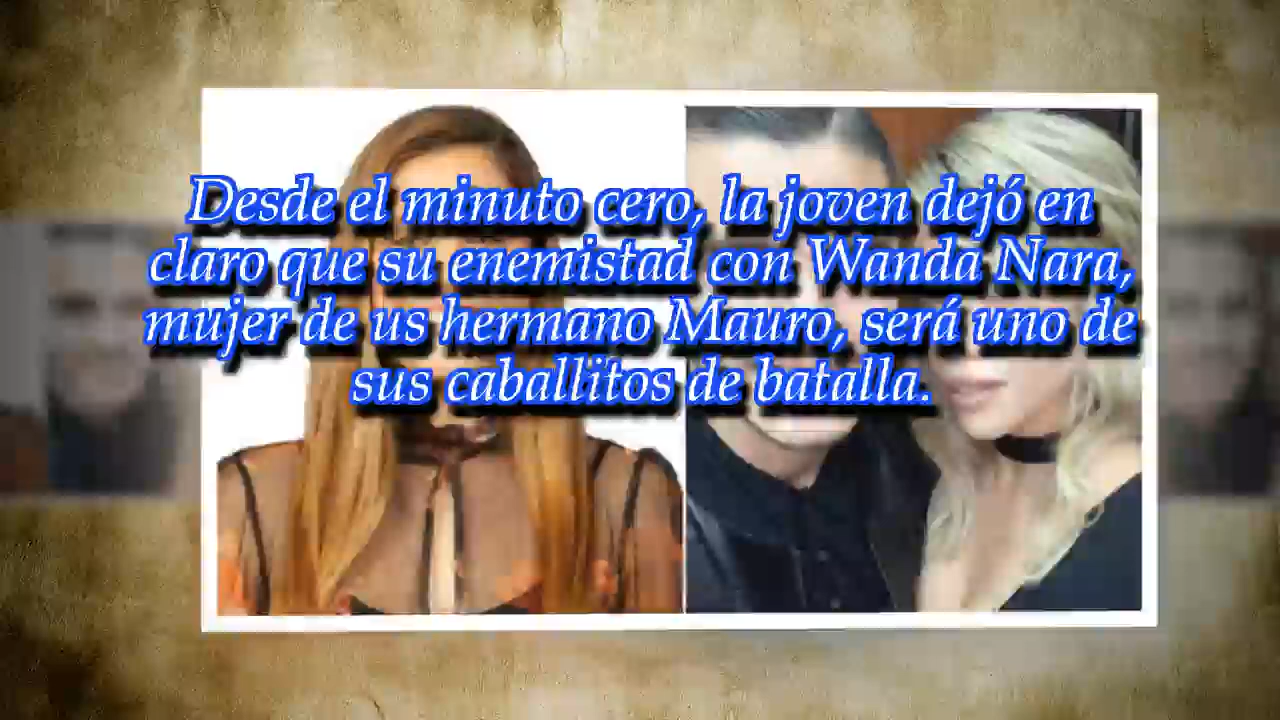 Desde el minuto cero, la joven dejó en
claro que su enemistad con Wanda Nara,
mujer de us hermano Mauro, será uno de
sus caballitos de batalla.